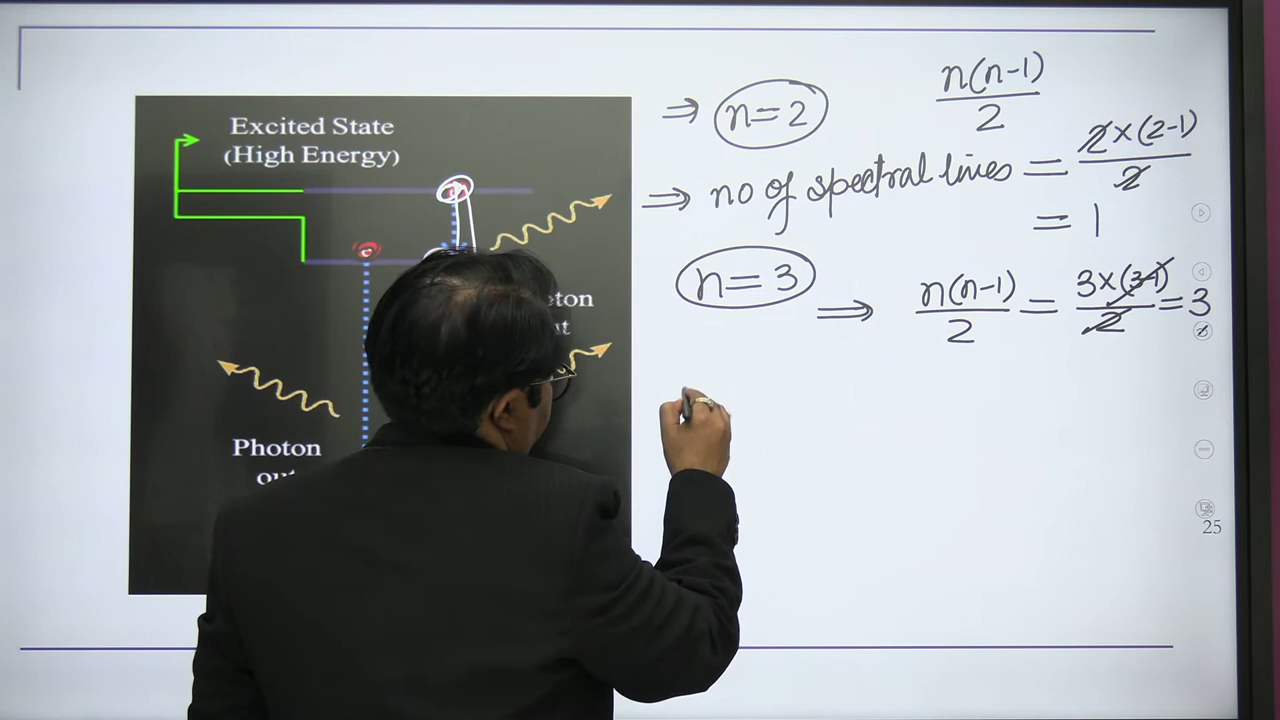 Excited State
(High Energy)
Photon
⇒ n=2
n(n-1)/2
⇒ no of spectral lines = 2×(2-1)/2
= 1
n=3 ⇒ n(n-1)/2 = 3×(3-1)/2 = 3
25